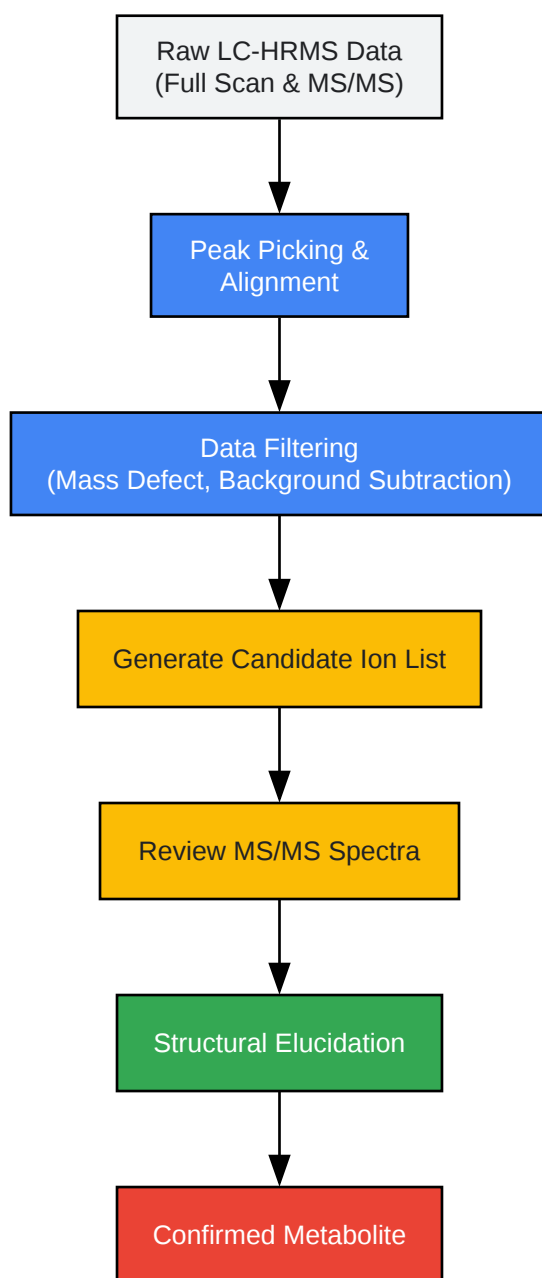 Raw LC-HRMS Data
(Full Scan & MS/MS)
Peak Picking &
Alignment
Data Filtering
(Mass Defect, Background Subtraction)
Generate Candidate Ion List
Review MS/MS Spectra
Structural Elucidation
Confirmed Metabolite